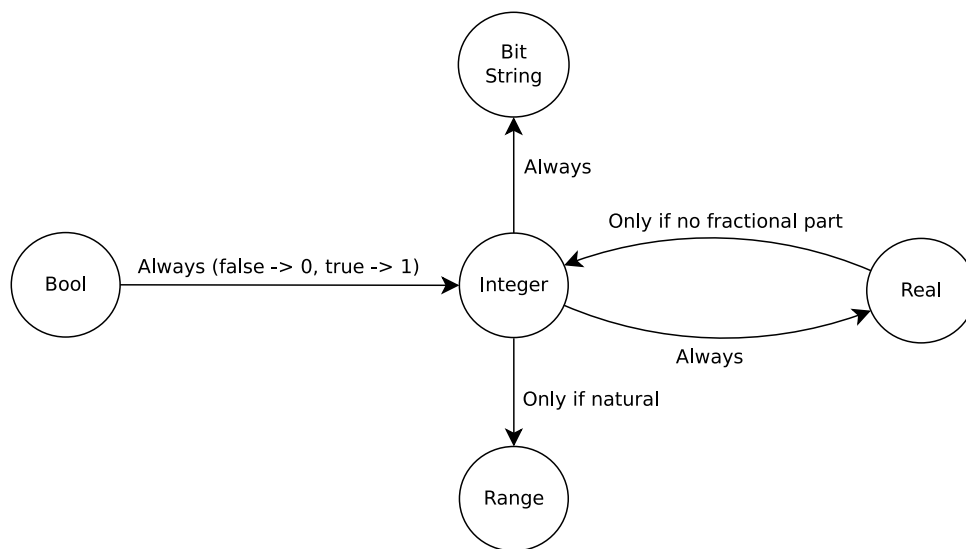 Bit
String
Always
Only if no fractional part
Bool
Always (false -> 0, true -> 1)
Integer
Real
Always
Only if natural
Range